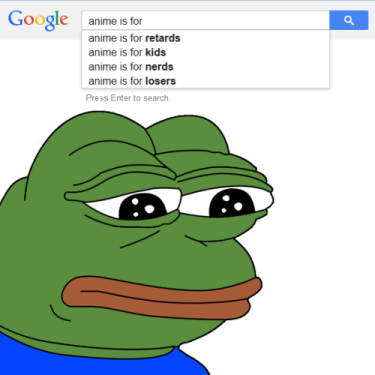 Google
anime is for
anime is for retards
anime is for kids
anime is for nerds
anime is for losers
Press Enter to search.